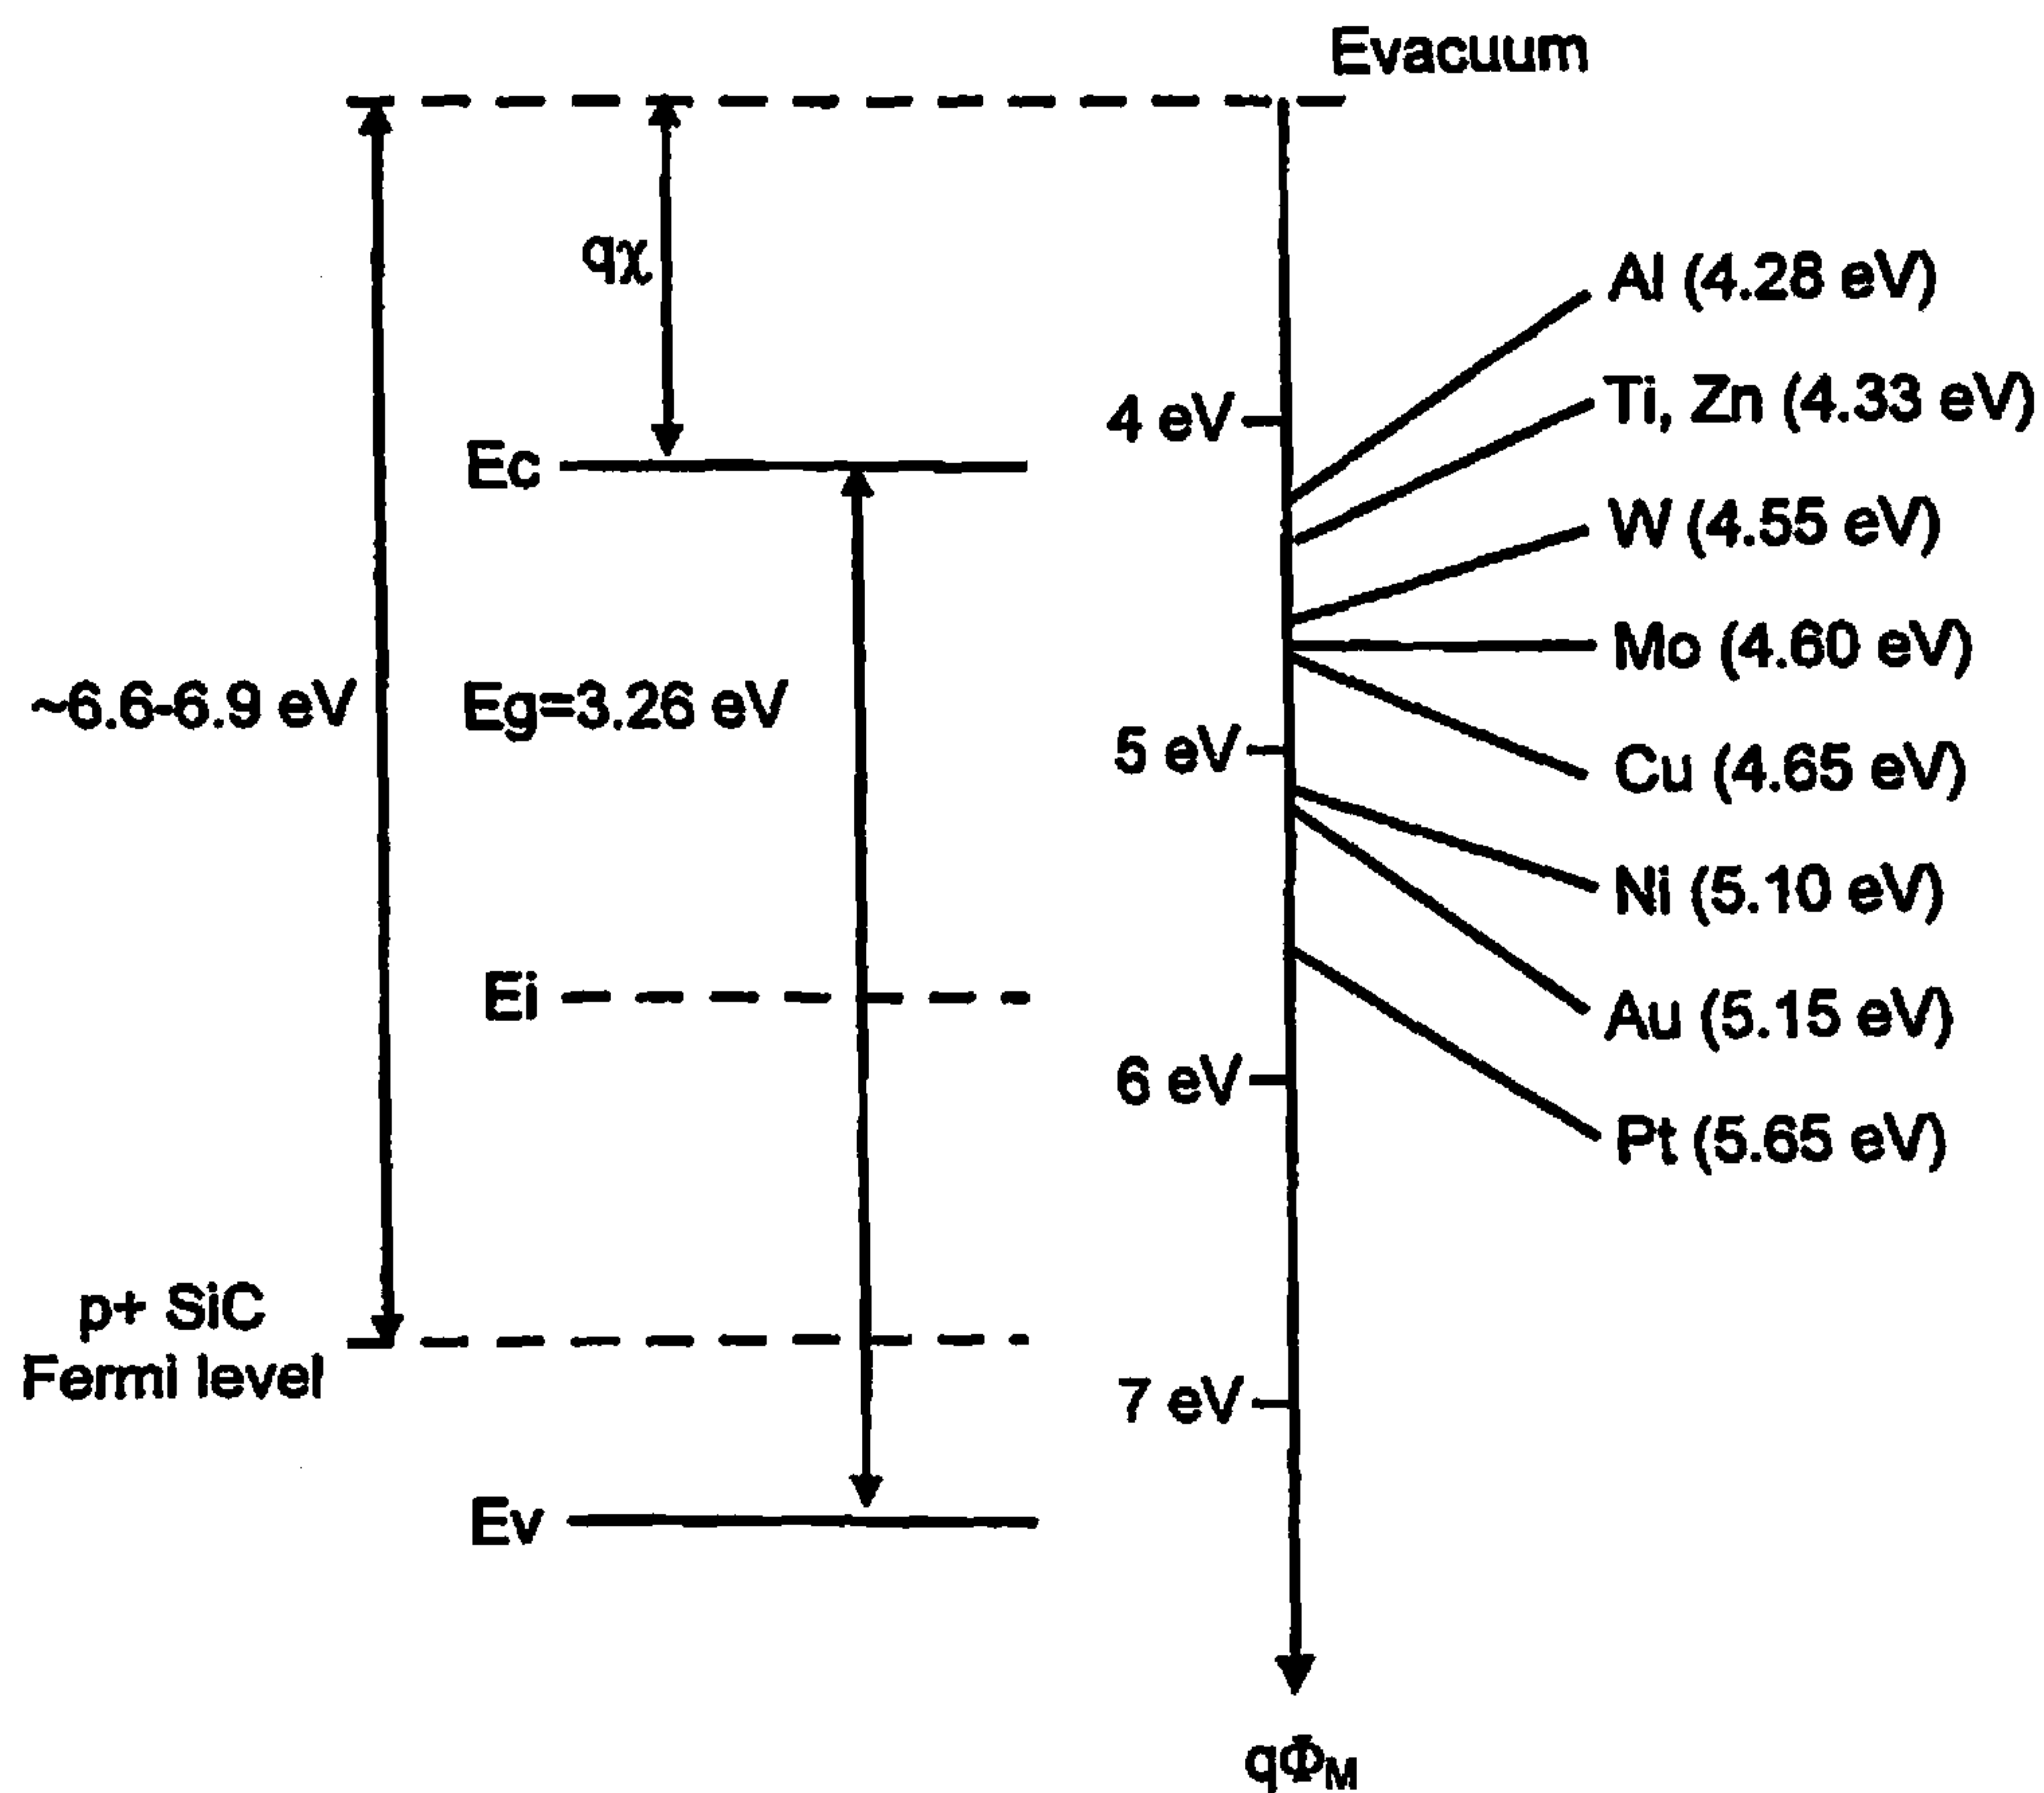 Evacuum
qχ
Al (4.28 eV)
Ti, Zn (4.33 eV)
4 eV
Ec
W (4.55 eV)
Mo (4.60 eV)
~6.6-6.9 eV
Eg=3.26 eV
5 eV
Cu (4.65 eV)
Ni (5.10 eV)
Ei
Au (5.15 eV)
6 eV
Pt (5.65 eV)
p+ SiC
Fermi level
7 eV
Ev
qΦM